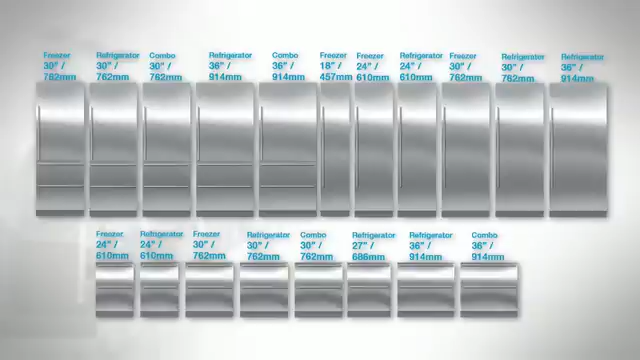 Freezer
30" /
762mm
Refrigerator
30" /
762mm
Combo
30" /
762mm
Refrigerator
36" /
914mm
Combo
36" /
914mm
Freezer
18" /
457mm
Freezer
24" /
610mm
Refrigerator
24" /
610mm
Freezer
30" /
762mm
Refrigerator
30" /
762mm
Refrigerator
36" /
914mm
Freezer
24" /
610mm
Refrigerator
24" /
610mm
Freezer
30" /
762mm
Refrigerator
30" /
762mm
Combo
30" /
762mm
Refrigerator
27" /
686mm
Refrigerator
36" /
914mm
Combo
36" /
914mm